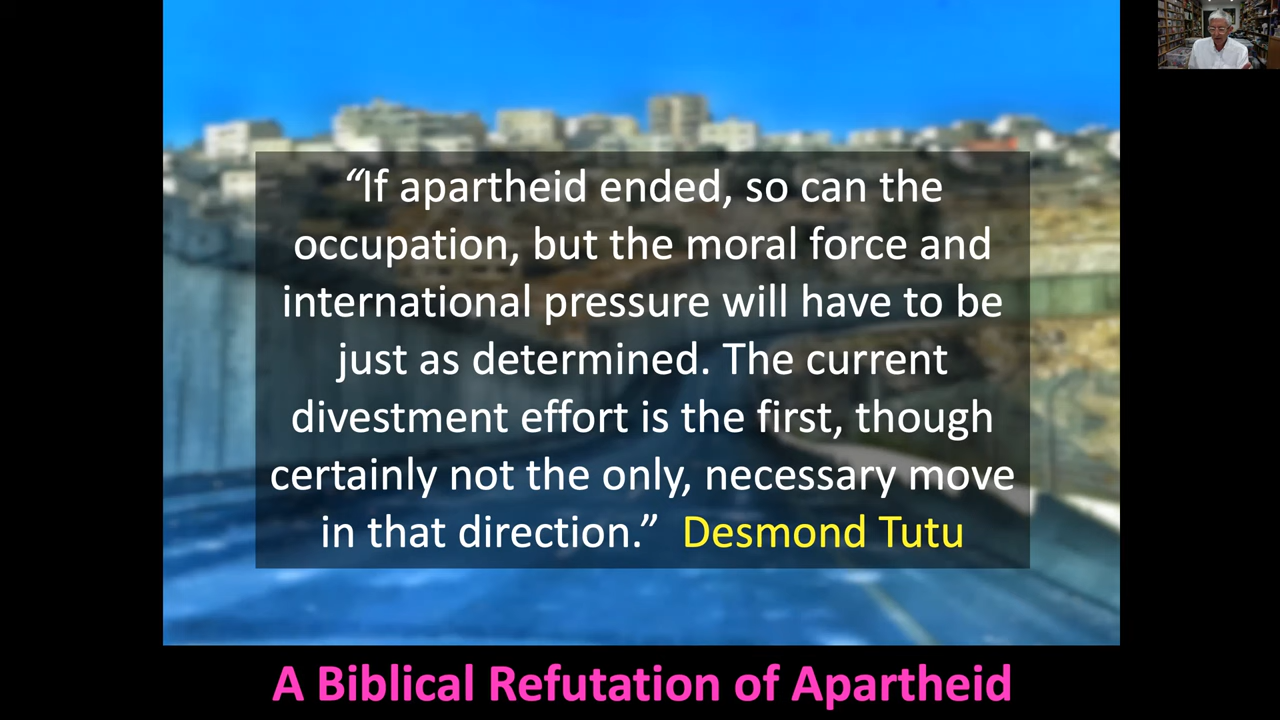 “If apartheid ended, so can the
occupation, but the moral force and
international pressure will have to be
just as determined. The current
divestment effort is the first, though
certainly not the only, necessary move
in that direction.” Desmond Tutu
A Biblical Refutation of Apartheid